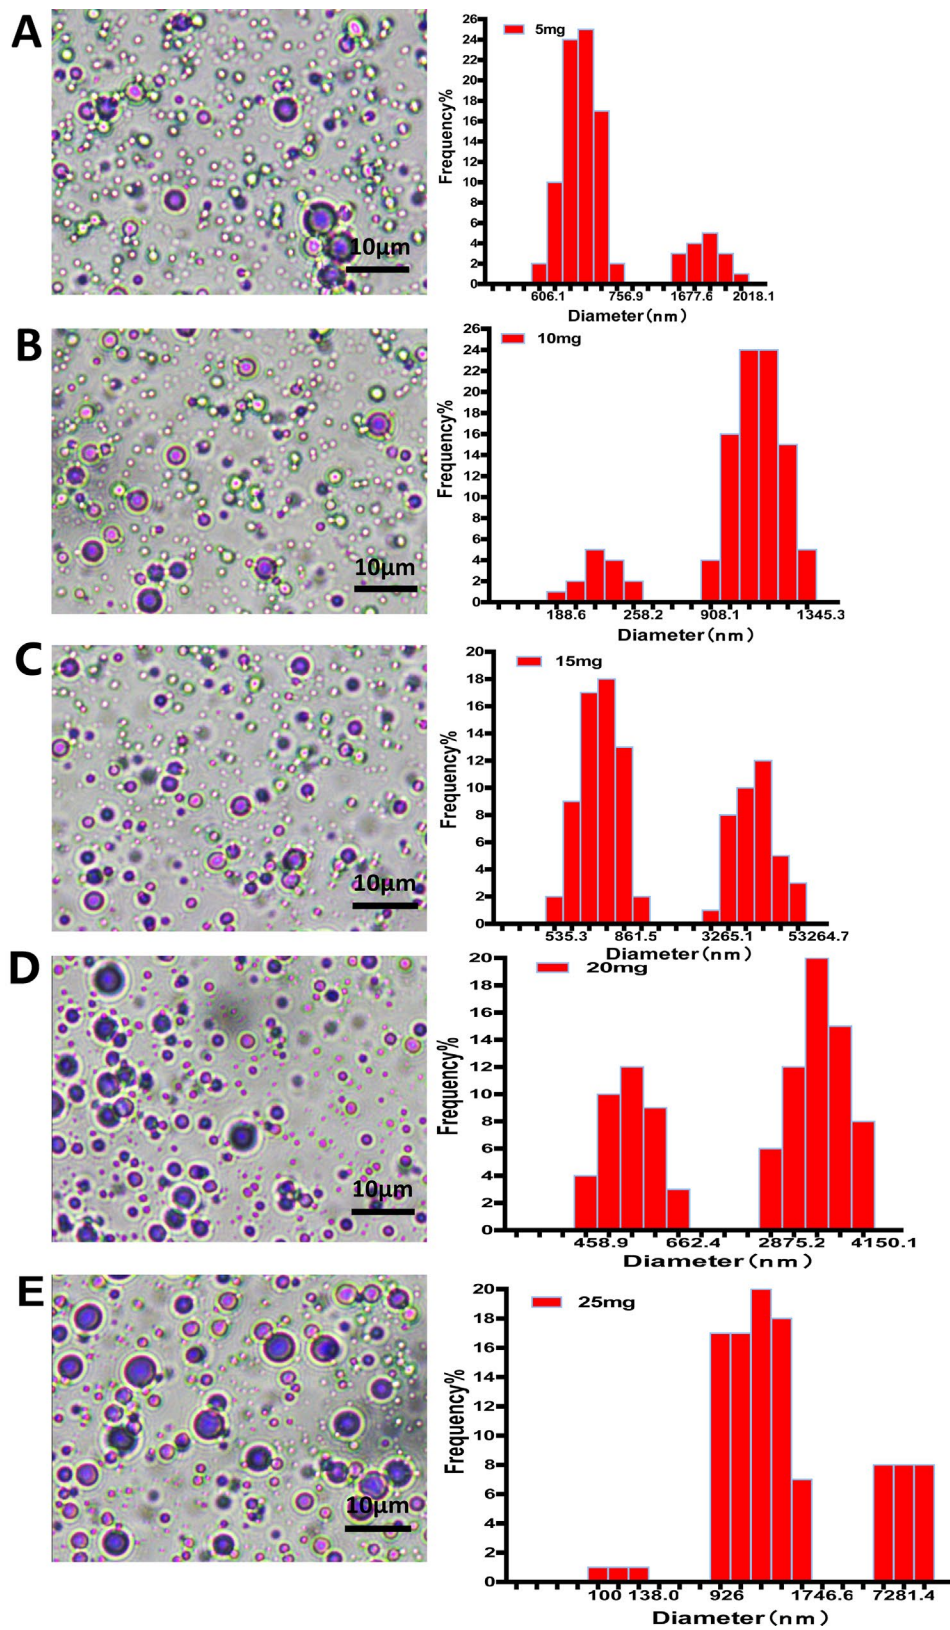 A
10µm
26
24
22
20
18
16
14
12
10
8
6
4
2
0
Frequency%
5mg
606.1 756.9 1677.6 2018.1
Diameter(nm)
B
10µm
26
24
22
20
18
16
14
12
10
8
6
4
2
0
Frequency%
10mg
188.6 258.2 908.1 1345.3
Diameter(nm)
C
10µm
20
18
16
14
12
10
8
6
4
2
0
Frequency%
15mg
535.3 861.5 3265.1 53264.7
Diameter(nm)
D
10µm
20
18
16
14
12
10
8
6
4
2
0
Frequency%
20mg
458.9 662.4 2875.2 4150.1
Diameter(nm)
E
10µm
20
18
16
14
12
10
8
6
4
2
0
Frequency%
25mg
100 138.0 926 1746.6 7281.4
Diameter(nm)